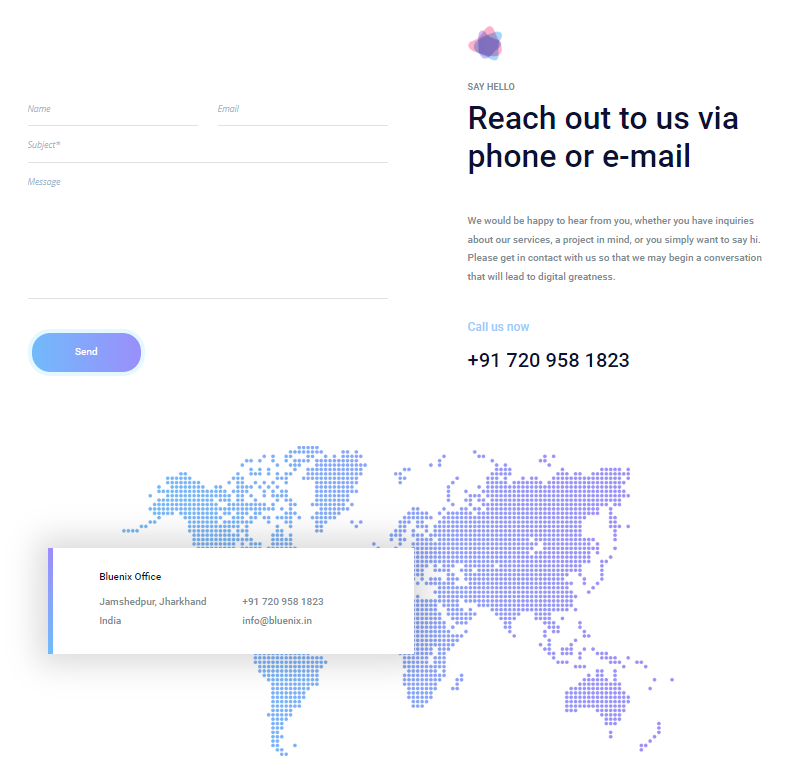 Name
Email
Subject*
Message
Send
SAY HELLO
Reach out to us via
phone or e-mail
We would be happy to hear from you, whether you have inquiries
about our services, a project in mind, or you simply want to say hi.
Please get in contact with us so that we may begin a conversation
that will lead to digital greatness.
Call us now
+91 720 958 1823
Bluenix Office
Jamshedpur, Jharkhand
India
+91 720 958 1823
info@bluenix.in